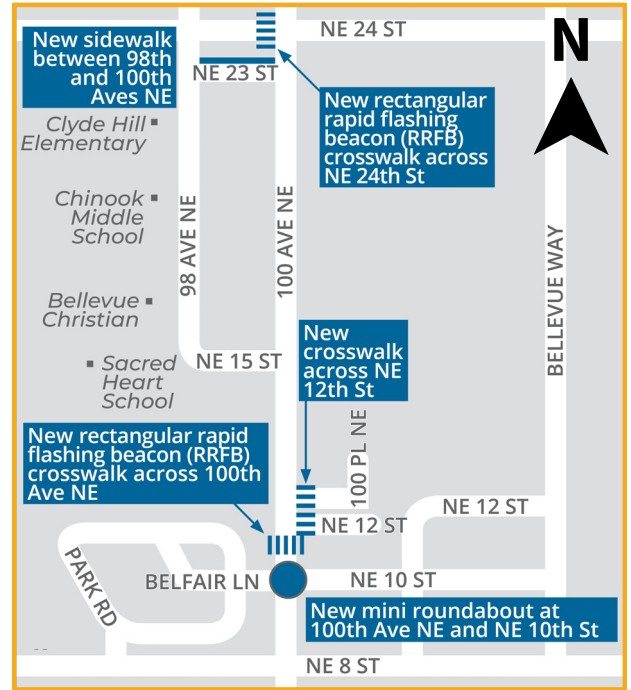 NE 24 ST
N
New sidewalk
between 98th
and 100th
Aves NE
NE 23 ST
New rectangular
rapid flashing
beacon (RRFB)
crosswalk across
NE 24th St
Clyde Hill
Elementary
Chinook
Middle
School
98 AVE NE
100 AVE NE
BELLEVUE WAY
Bellevue
Christian
Sacred
Heart
School
NE 15 ST
New
crosswalk
across NE
12th St
New rectangular rapid
flashing beacon (RRFB)
crosswalk across 100th
Ave NE
100 PL NE
NE 12 ST
NE 12 ST
PARK RD
BELFAIR LN
NE 10 ST
New mini roundabout at
100th Ave NE and NE 10th St
NE 8 ST